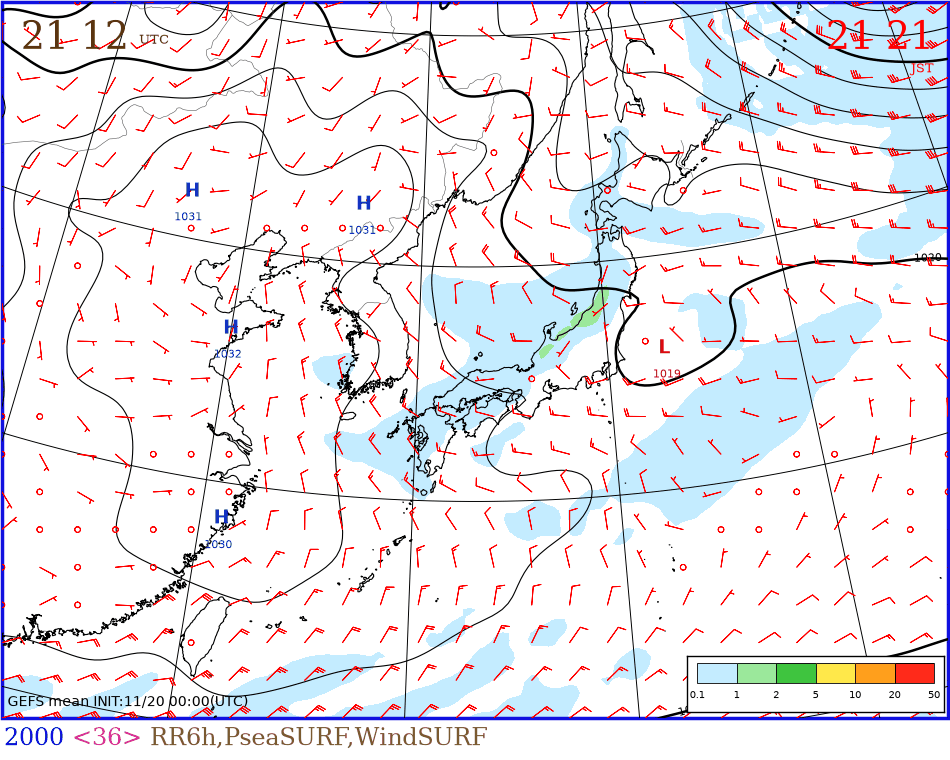 21 12 UTC
21 21
JST
H
1031
H
1031
1020
H
1032
L
1019
H
1030
0.1 1 2 5 10 20 50
GEFS mean INIT:11/20 00:00(UTC)
2000 <36> RR6h,PseaSURF,WindSURF